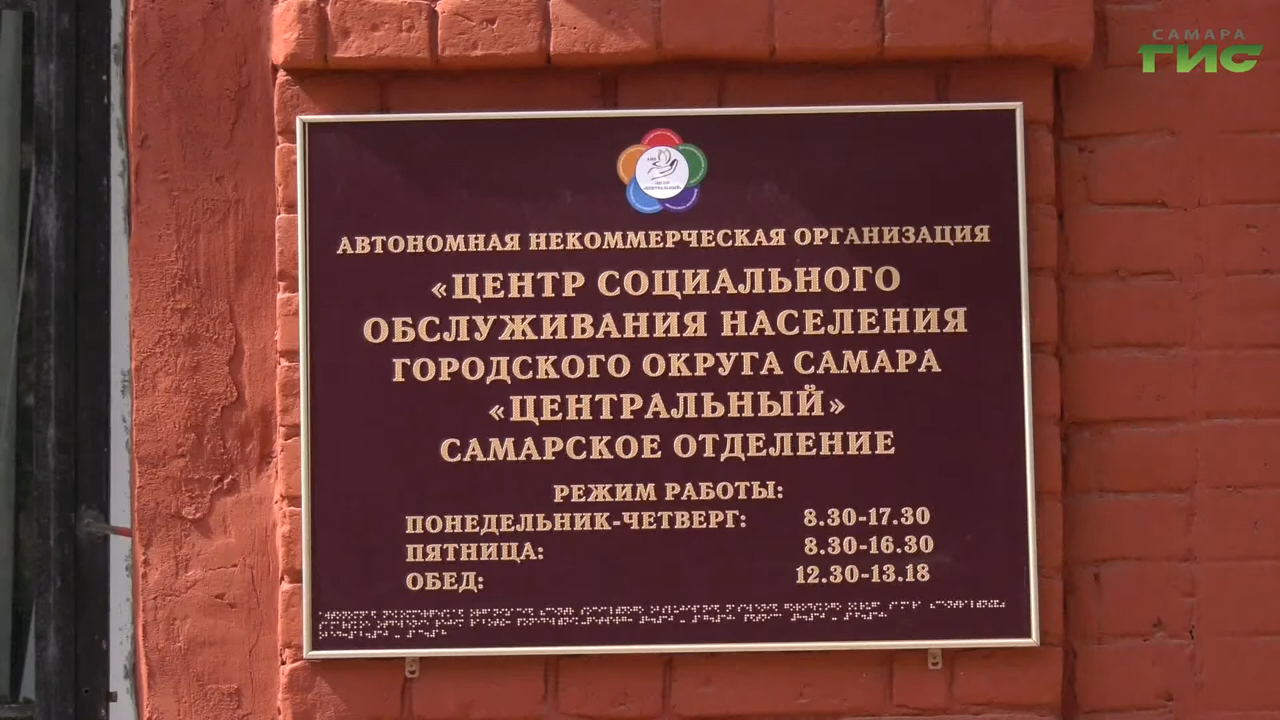 САМАРА
ГИС
АВТОНОМНАЯ НЕКОММЕРЧЕСКАЯ ОРГАНИЗАЦИЯ
«ЦЕНТР СОЦИАЛЬНОГО
ОБСЛУЖИВАНИЯ НАСЕЛЕНИЯ
ГОРОДСКОГО ОКРУГА САМАРА
«ЦЕНТРАЛЬНЫЙ»
САМАРСКОЕ ОТДЕЛЕНИЕ
РЕЖИМ РАБОТЫ:
ПОНЕДЕЛЬНИК-ЧЕТВЕРГ: 8.30-17.30
ПЯТНИЦА: 8.30-16.30
ОБЕД: 12.30-13.18